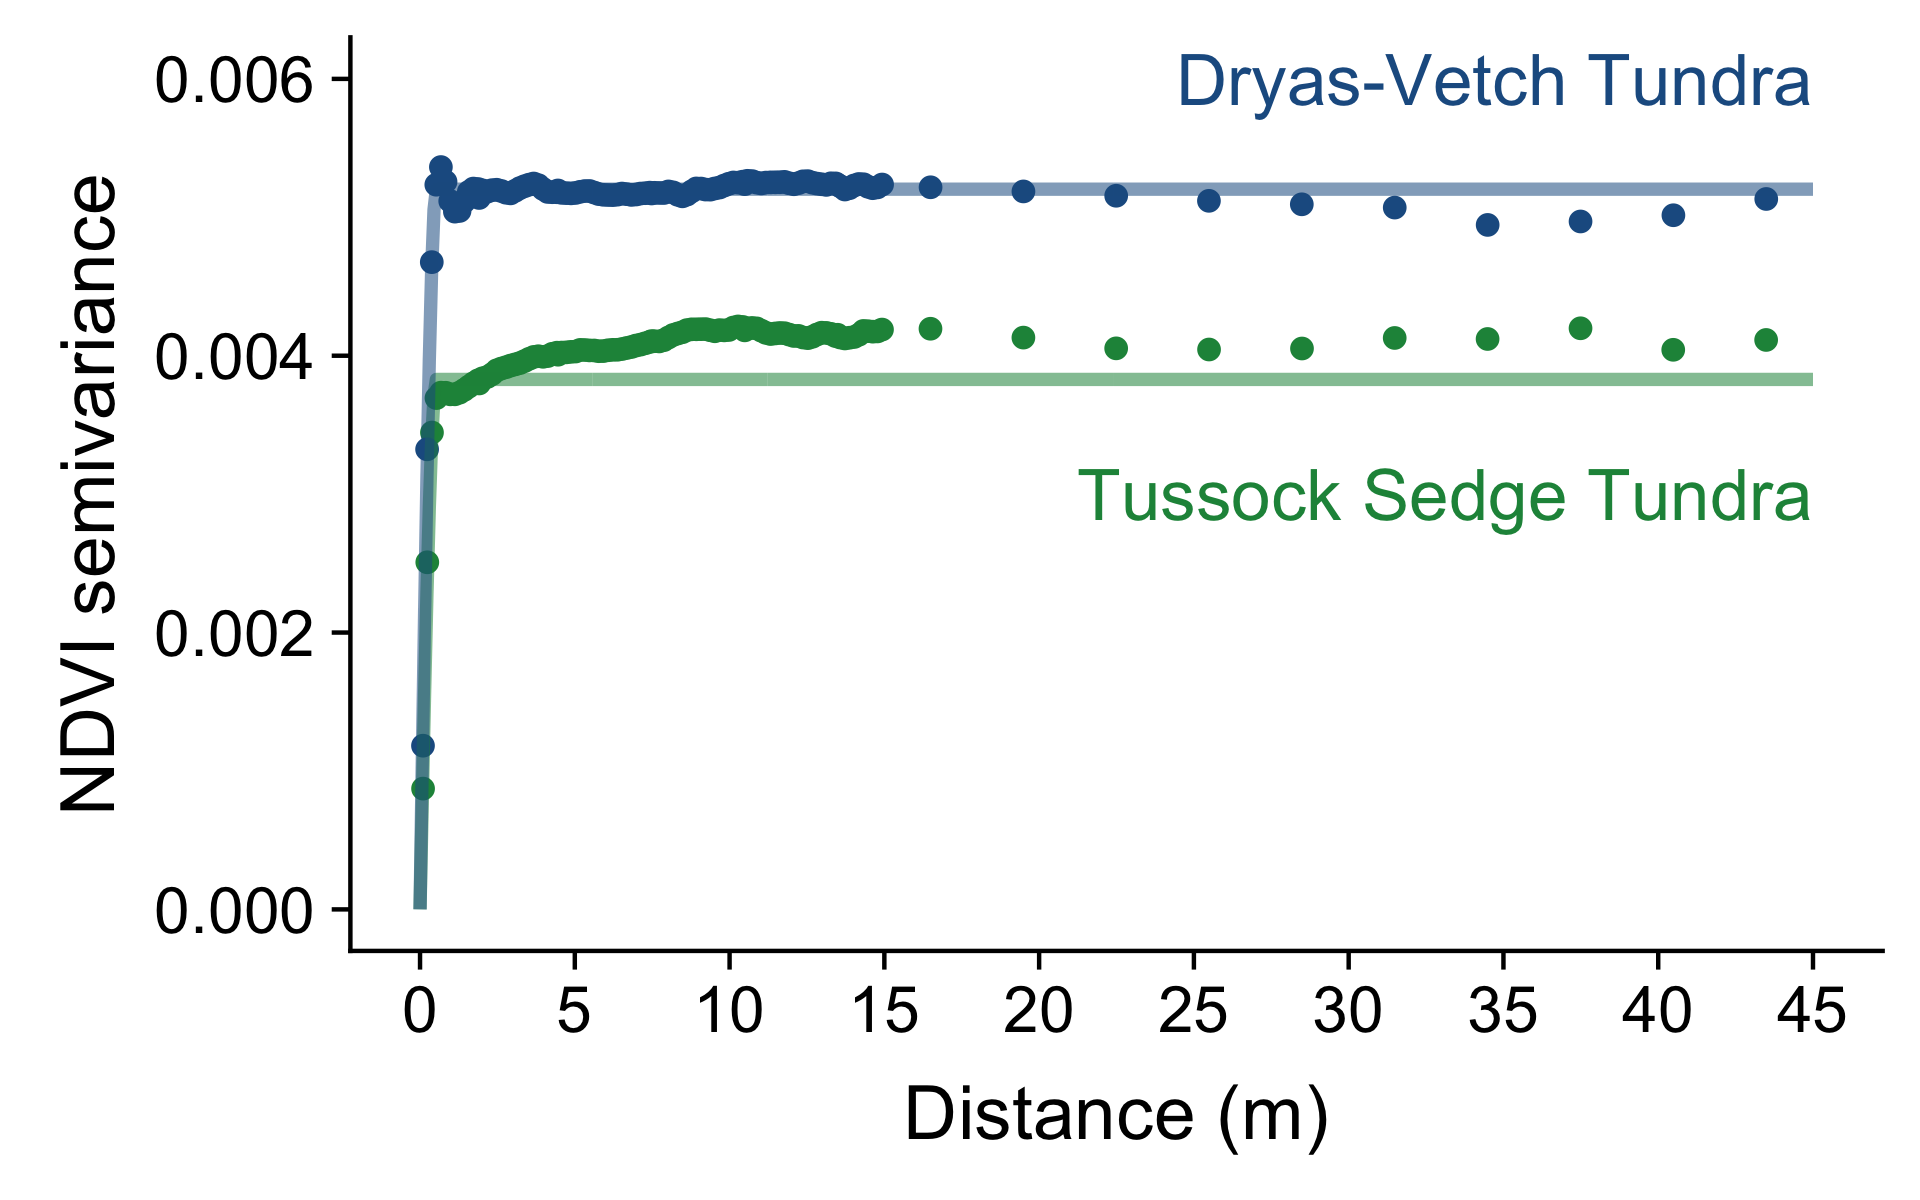 0.006
Dryas-Vetch Tundra
0.004
Tussock Sedge Tundra
0.002
0.000
NDVI semivariance
0 5 10 15 20 25 30 35 40 45
Distance (m)